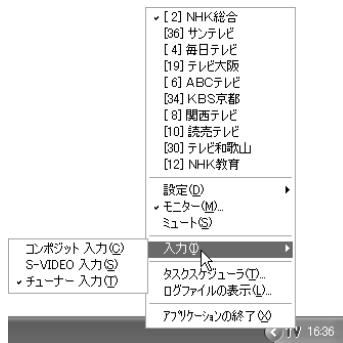 [ 2] NHK総合
[36] サンテレビ
[ 4] 毎日テレビ
[19] テレビ大阪
[ 6] ABCテレビ
[34] KBS京都
[ 8] 関西テレビ
[10] 読売テレビ
[30] テレビ和歌山
[12] NHK教育
設定(D)
モニター(M)...
ミュート(S)
入力(I)
コンポジット 入力(C)
S-VIDEO 入力(S)
チューナー 入力(T)
タスクスケジューラ(T)...
ログファイルの表示(L)...
アプリケーションの終了(X)
TV 16:36